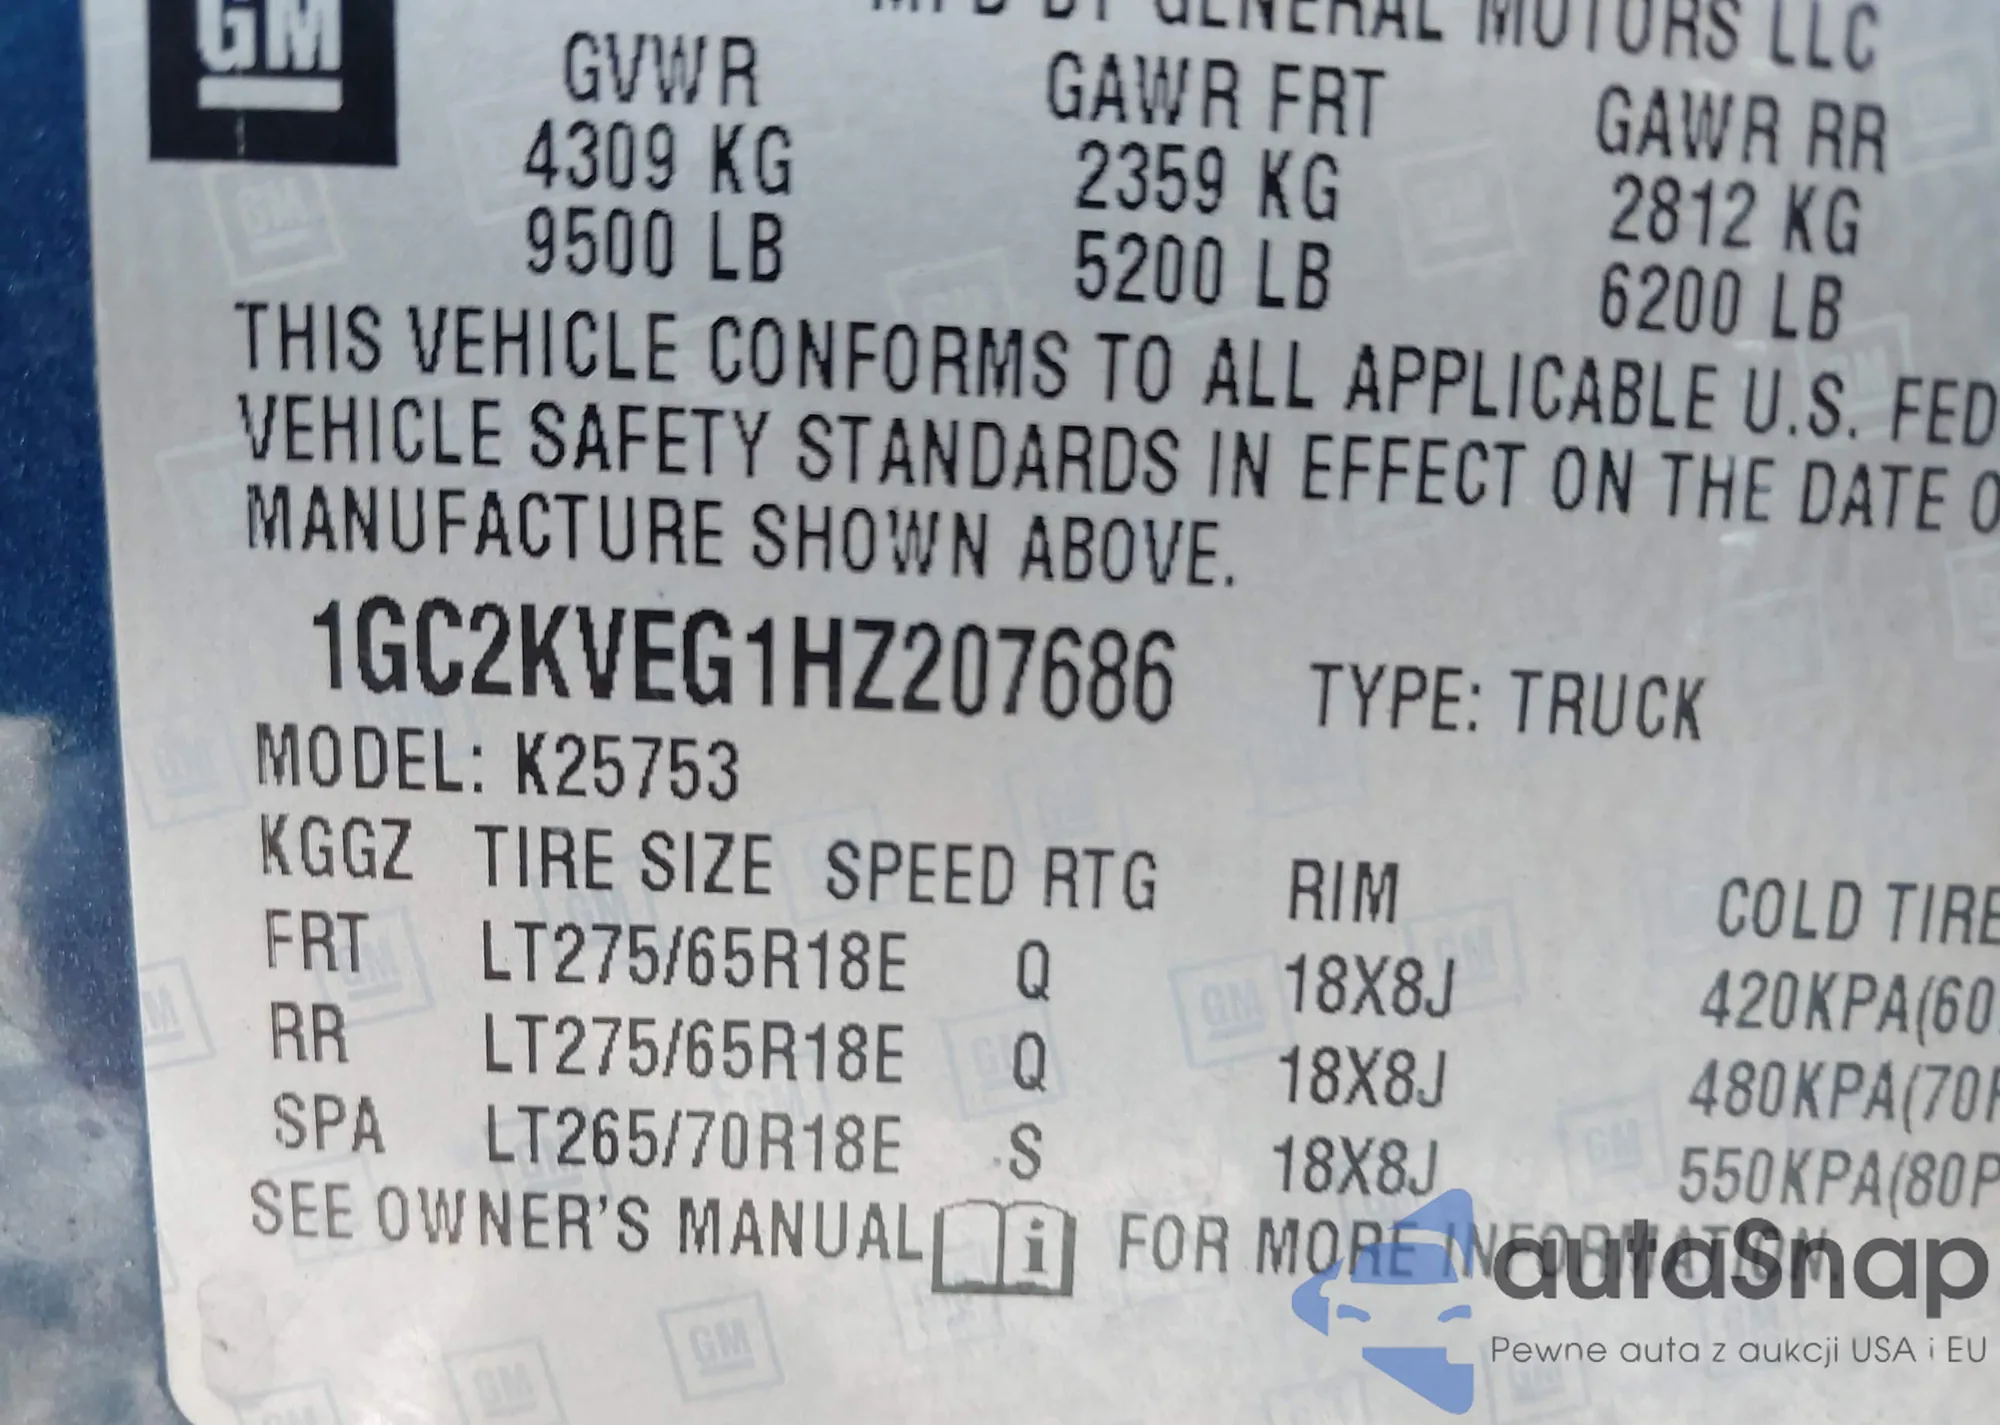 GM
MFD BY GENERAL MOTORS LLC
GVWR GAWR FRT GAWR RR
4309 KG 2359 KG 2812 KG
9500 LB 5200 LB 6200 LB
THIS VEHICLE CONFORMS TO ALL APPLICABLE U.S. FED
VEHICLE SAFETY STANDARDS IN EFFECT ON THE DATE O
MANUFACTURE SHOWN ABOVE.
1GC2KVEG1HZ207686 TYPE: TRUCK
MODEL: K25753
KGGZ TIRE SIZE SPEED RTG RIM COLD TIRE
FRT LT275/65R18E Q 18X8J 420KPA(60
RR LT275/65R18E Q 18X8J 480KPA(70
SPA LT265/70R18E S 18X8J 550KPA(80P
SEE OWNER'S MANUAL i FOR MORE INFORMATION.
autaSnap
Pewne auta z aukcji USA i EU